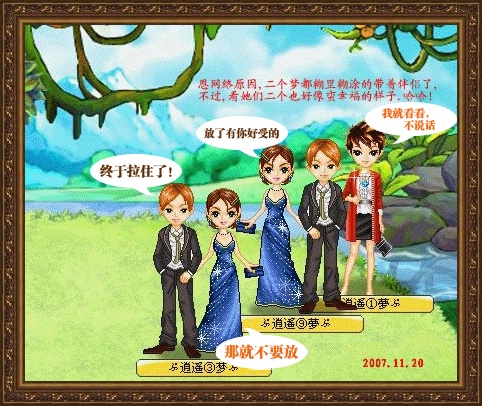 恩网络原因,二个梦都糊里糊涂的带着伴侣了,
不过,看她们二个也好像蛮幸福的样子.哈哈!
我就看看,
不说话
放了有你好受的
终于拉住了!
逍遥①夢
逍遥⑨夢
那就不要放
逍遥③夢
2007.11.20